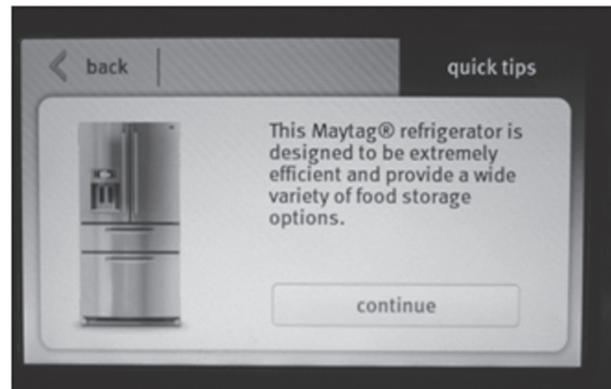 back
quick tips
This Maytag® refrigerator is
designed to be extremely
efficient and provide a wide
variety of food storage
options.
continue